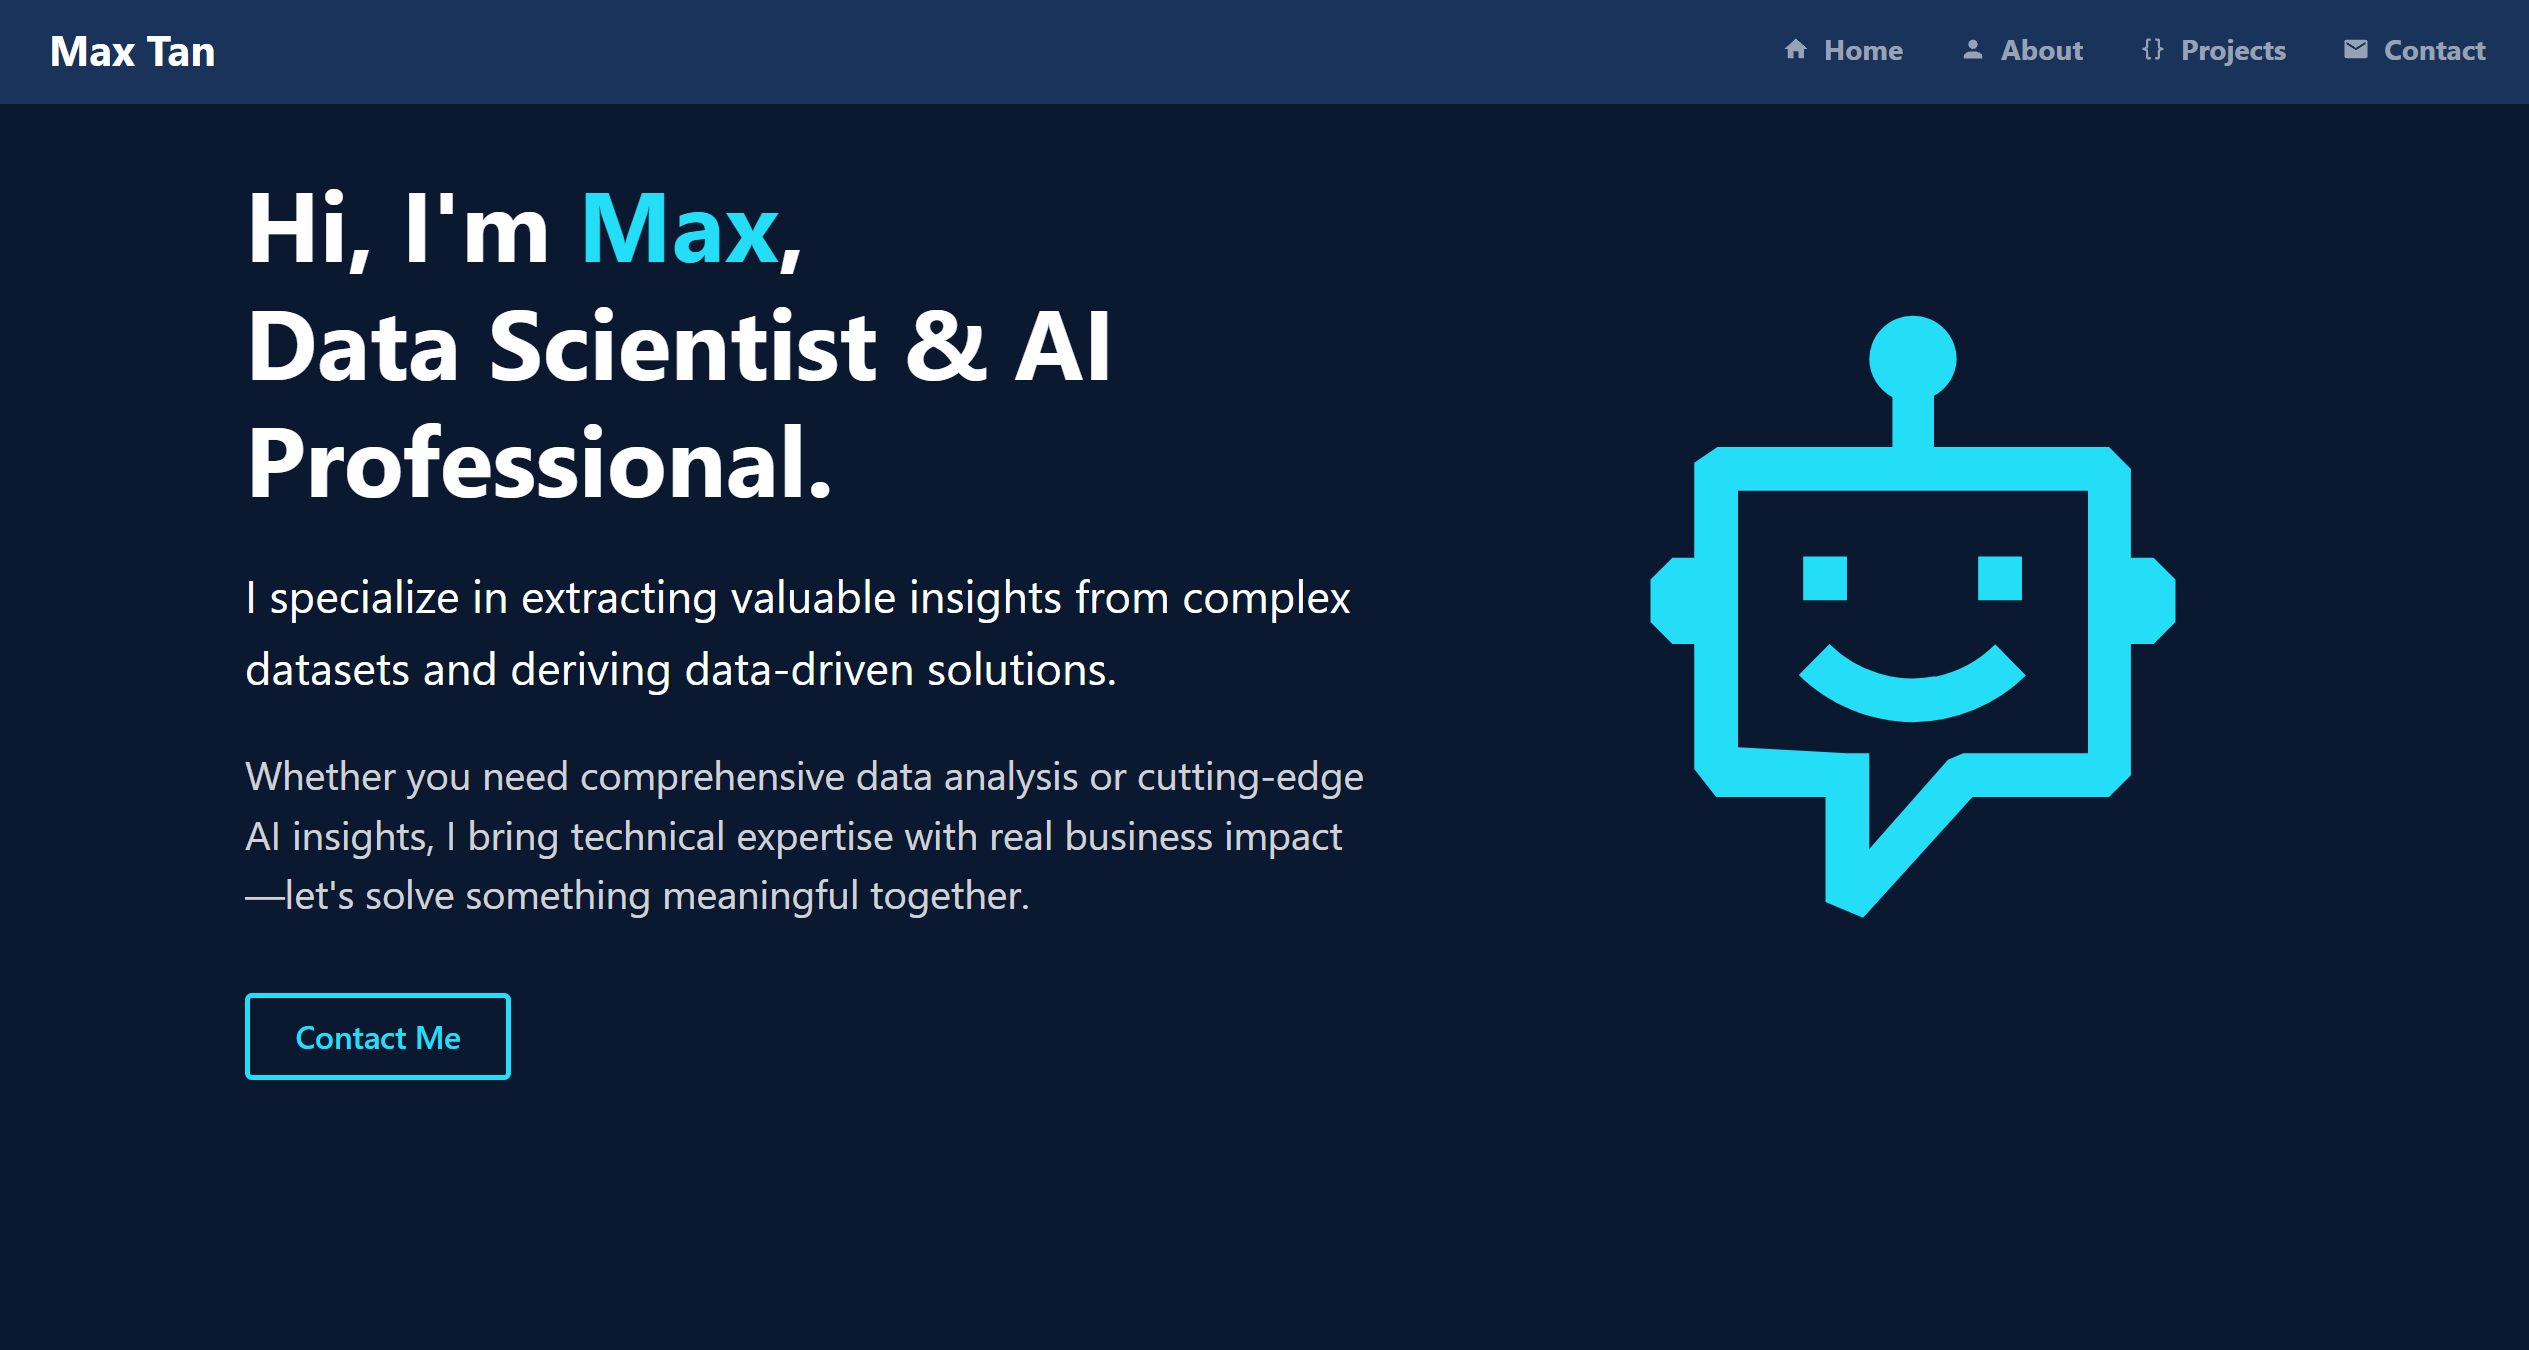 Max Tan
Home
About
{} Projects
Contact
Hi, I'm Max,
Data Scientist & AI
Professional.
I specialize in extracting valuable insights from complex
datasets and deriving data-driven solutions.
Whether you need comprehensive data analysis or cutting-edge
AI insights, I bring technical expertise with real business impact
—let's solve something meaningful together.
Contact Me